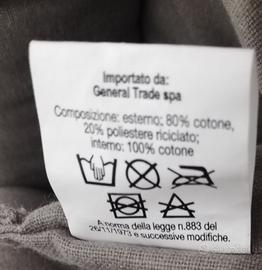 Importato da:
General Trade spa
Composizione: esterno; 80% cotone,
20% poliestere riciclato;
interno: 100% cotone
A norma della legge n.883 del
26/11/1973 e successive modifiche.